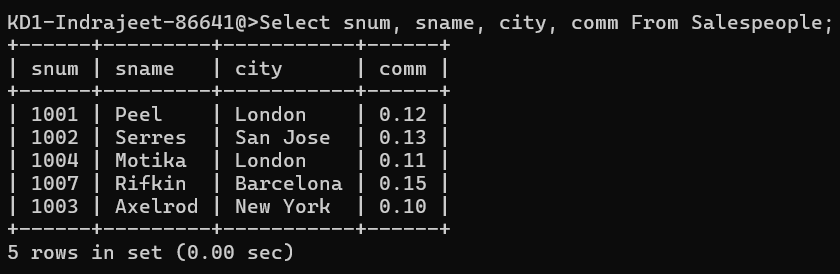 KD1-Indrajeet-86641@>Select snum, sname, city, comm From Salespeople;
+------+---------+-----------+------+
| snum | sname   | city      | comm |
+------+---------+-----------+------+
| 1001 | Peel    | London    | 0.12 |
| 1002 | Serres  | San Jose  | 0.13 |
| 1004 | Motika  | London    | 0.11 |
| 1007 | Rifkin  | Barcelona | 0.15 |
| 1003 | Axelrod | New York  | 0.10 |
+------+---------+-----------+------+
5 rows in set (0.00 sec)